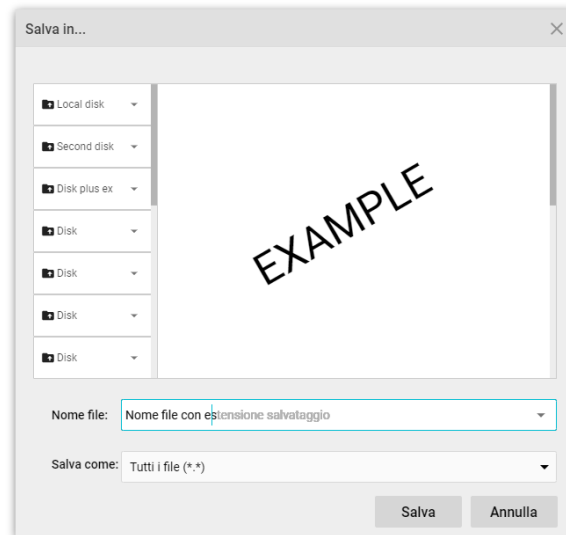 Salva in...
Local disk
Second disk
Disk plus ex
Disk
Disk
Disk
Disk
EXAMPLE
Nome file: Nome file con estensione salvataggio
Salva come: Tutti i file (*.*)
Salva Annulla